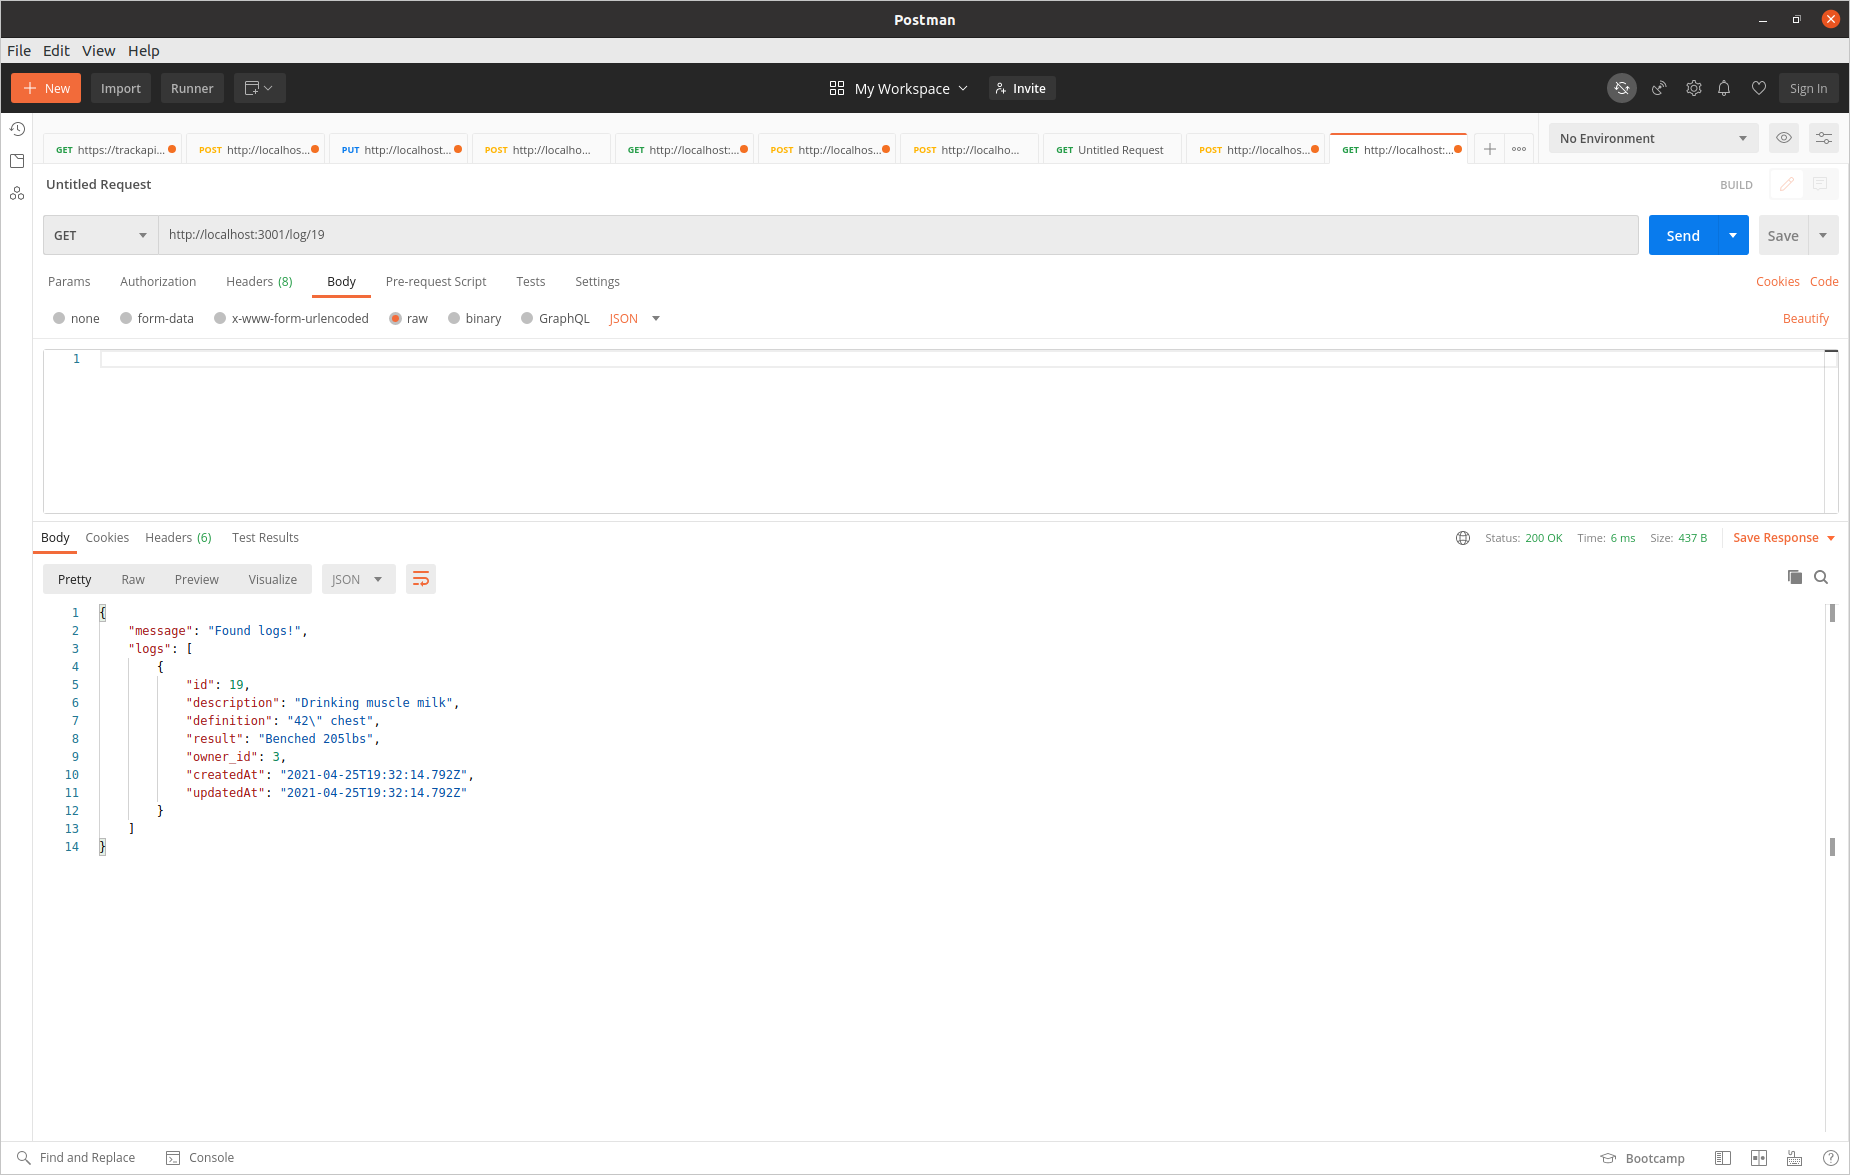 Postman
File Edit View Help
New Import Runner My Workspace Invite Sign In
GET https://trackapi... POST http://localhos... PUT http://localhost... POST http://localho... GET http://localhost:... POST http://localhos... POST http://localho... GET Untitled Request POST http://localhos... GET http://localhost:... No Environment
Untitled Request BUILD
GET http://localhost:3001/log/19 Send Save
Params Authorization Headers (8) Body Pre-request Script Tests Settings Cookies Code
none form-data x-www-form-urlencoded raw binary GraphQL JSON Beautify
1
Body Cookies Headers (6) Test Results Status: 200 OK Time: 6 ms Size: 437 B Save Response
Pretty Raw Preview Visualize JSON
1 {
2 "message": "Found logs!",
3 "logs": [
4 {
5 "id": 19,
6 "description": "Drinking muscle milk",
7 "definition": "42\" chest",
8 "result": "Benched 205lbs",
9 "owner_id": 3,
10 "createdAt": "2021-04-25T19:32:14.792Z",
11 "updatedAt": "2021-04-25T19:32:14.792Z"
12 }
13 ]
14 }
Find and Replace Console Bootcamp